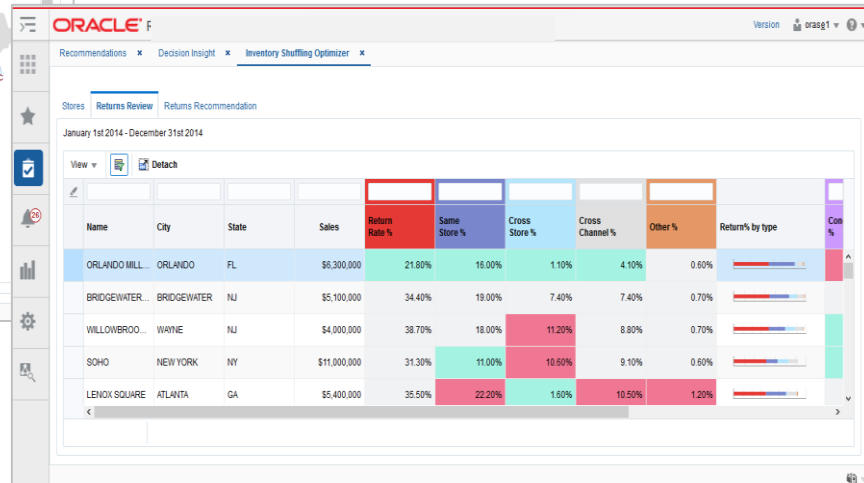 ORACLE®
Version orasg1
Recommendations x Decision Insight x Inventory Shuffling Optimizer x
Stores Returns Review Returns Recommendation
January 1st 2014 - December 31st 2014
View Detach
26
Name City State Sales Return Rate % Same Store % Cross Store % Cross Channel % Other % Return% by type
ORLANDO MILL... ORLANDO FL $6,300,000 21.80% 16.00% 1.10% 4.10% 0.60%
BRIDGEWATER... BRIDGEWATER NJ $5,100,000 34.40% 19.00% 7.40% 7.40% 0.70%
WILLOWBROO... WAYNE NJ $4,000,000 38.70% 18.00% 11.20% 8.80% 0.70%
SOHO NEW YORK NY $11,000,000 31.30% 11.00% 10.60% 9.10% 0.60%
LENOX SQUARE ATLANTA GA $5,400,000 35.50% 22.20% 1.60% 10.50% 1.20%